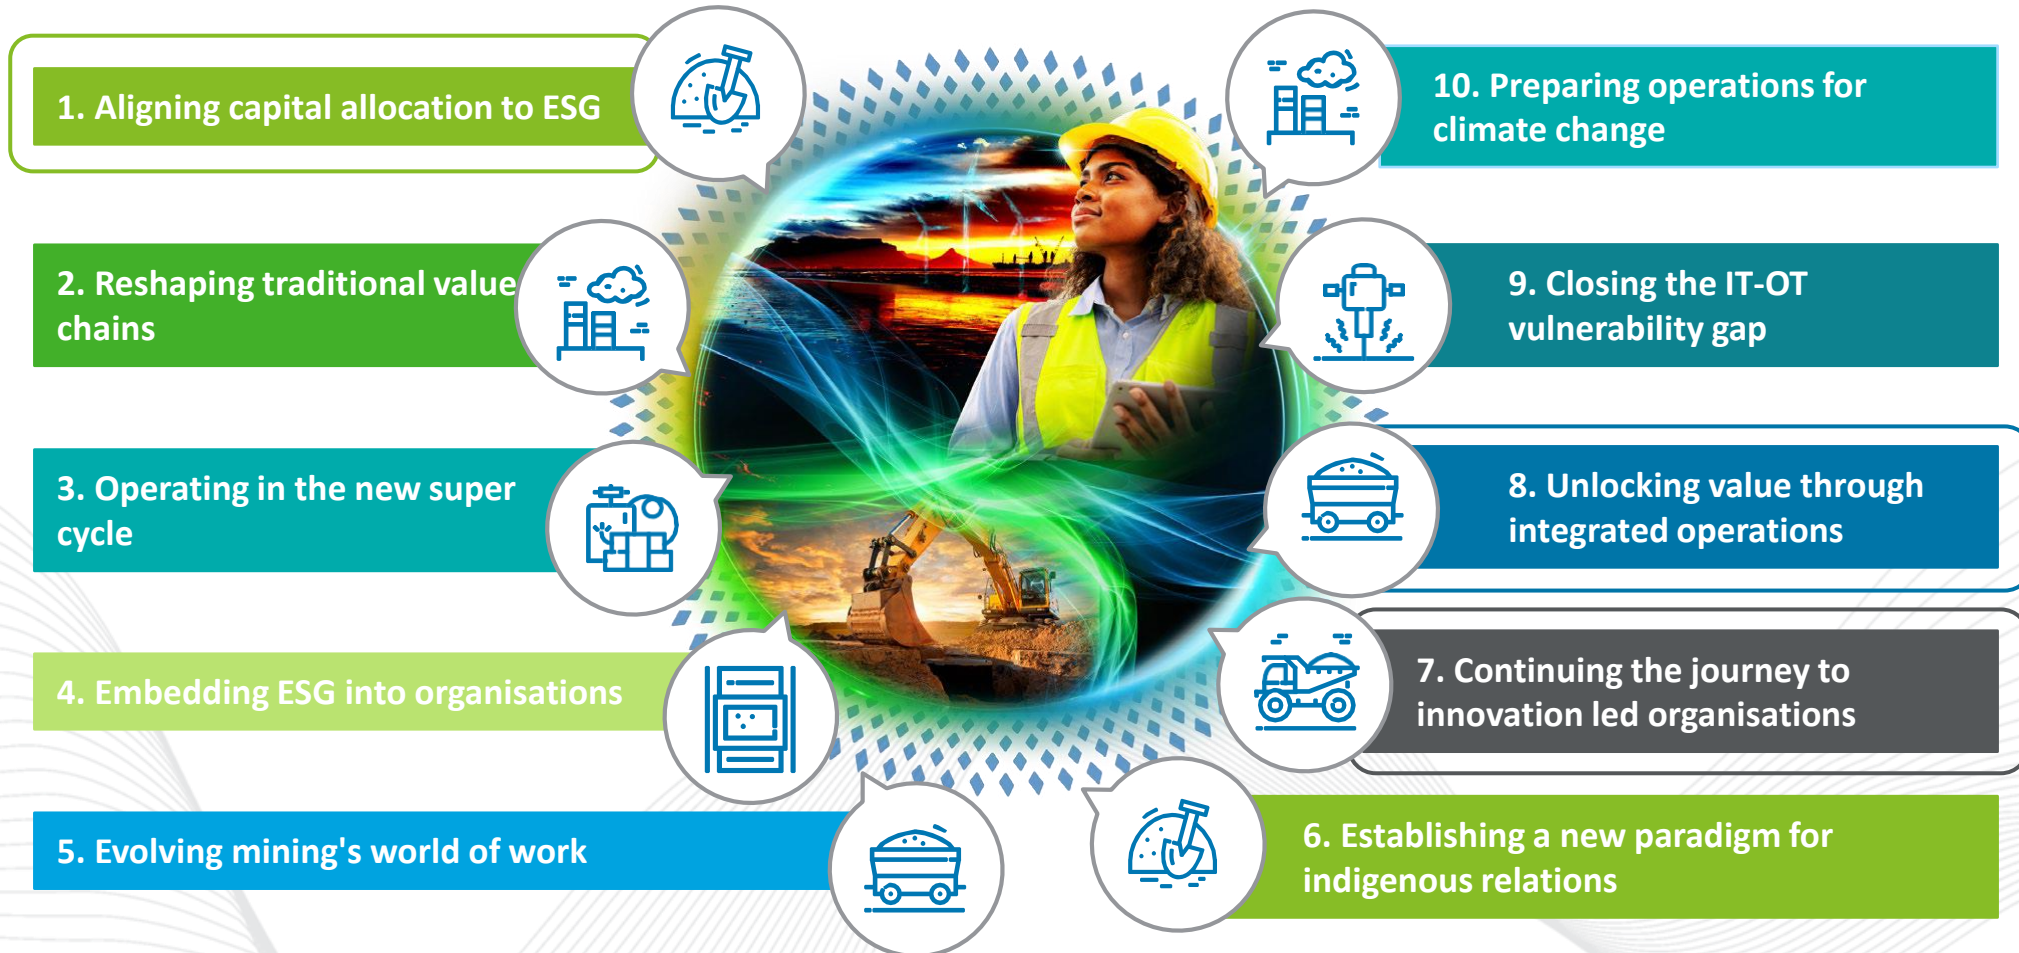 1. Aligning capital allocation to ESG
2. Reshaping traditional value
chains
3. Operating in the new super
cycle
4. Embedding ESG into organisations
5. Evolving mining's world of work
10. Preparing operations for
climate change
9. Closing the IT-OT
vulnerability gap
8. Unlocking value through
integrated operations
7. Continuing the journey to
innovation led organisations
6. Establishing a new paradigm for
indigenous relations